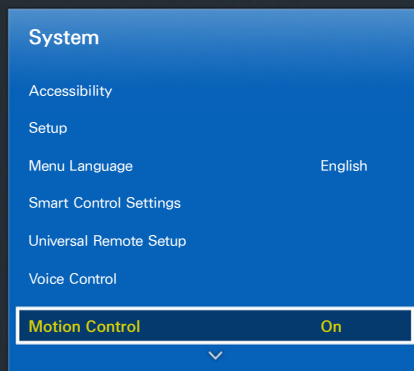 System
Accessibility
Setup
Menu Language English
Smart Control Settings
Universal Remote Setup
Voice Control
Motion Control On